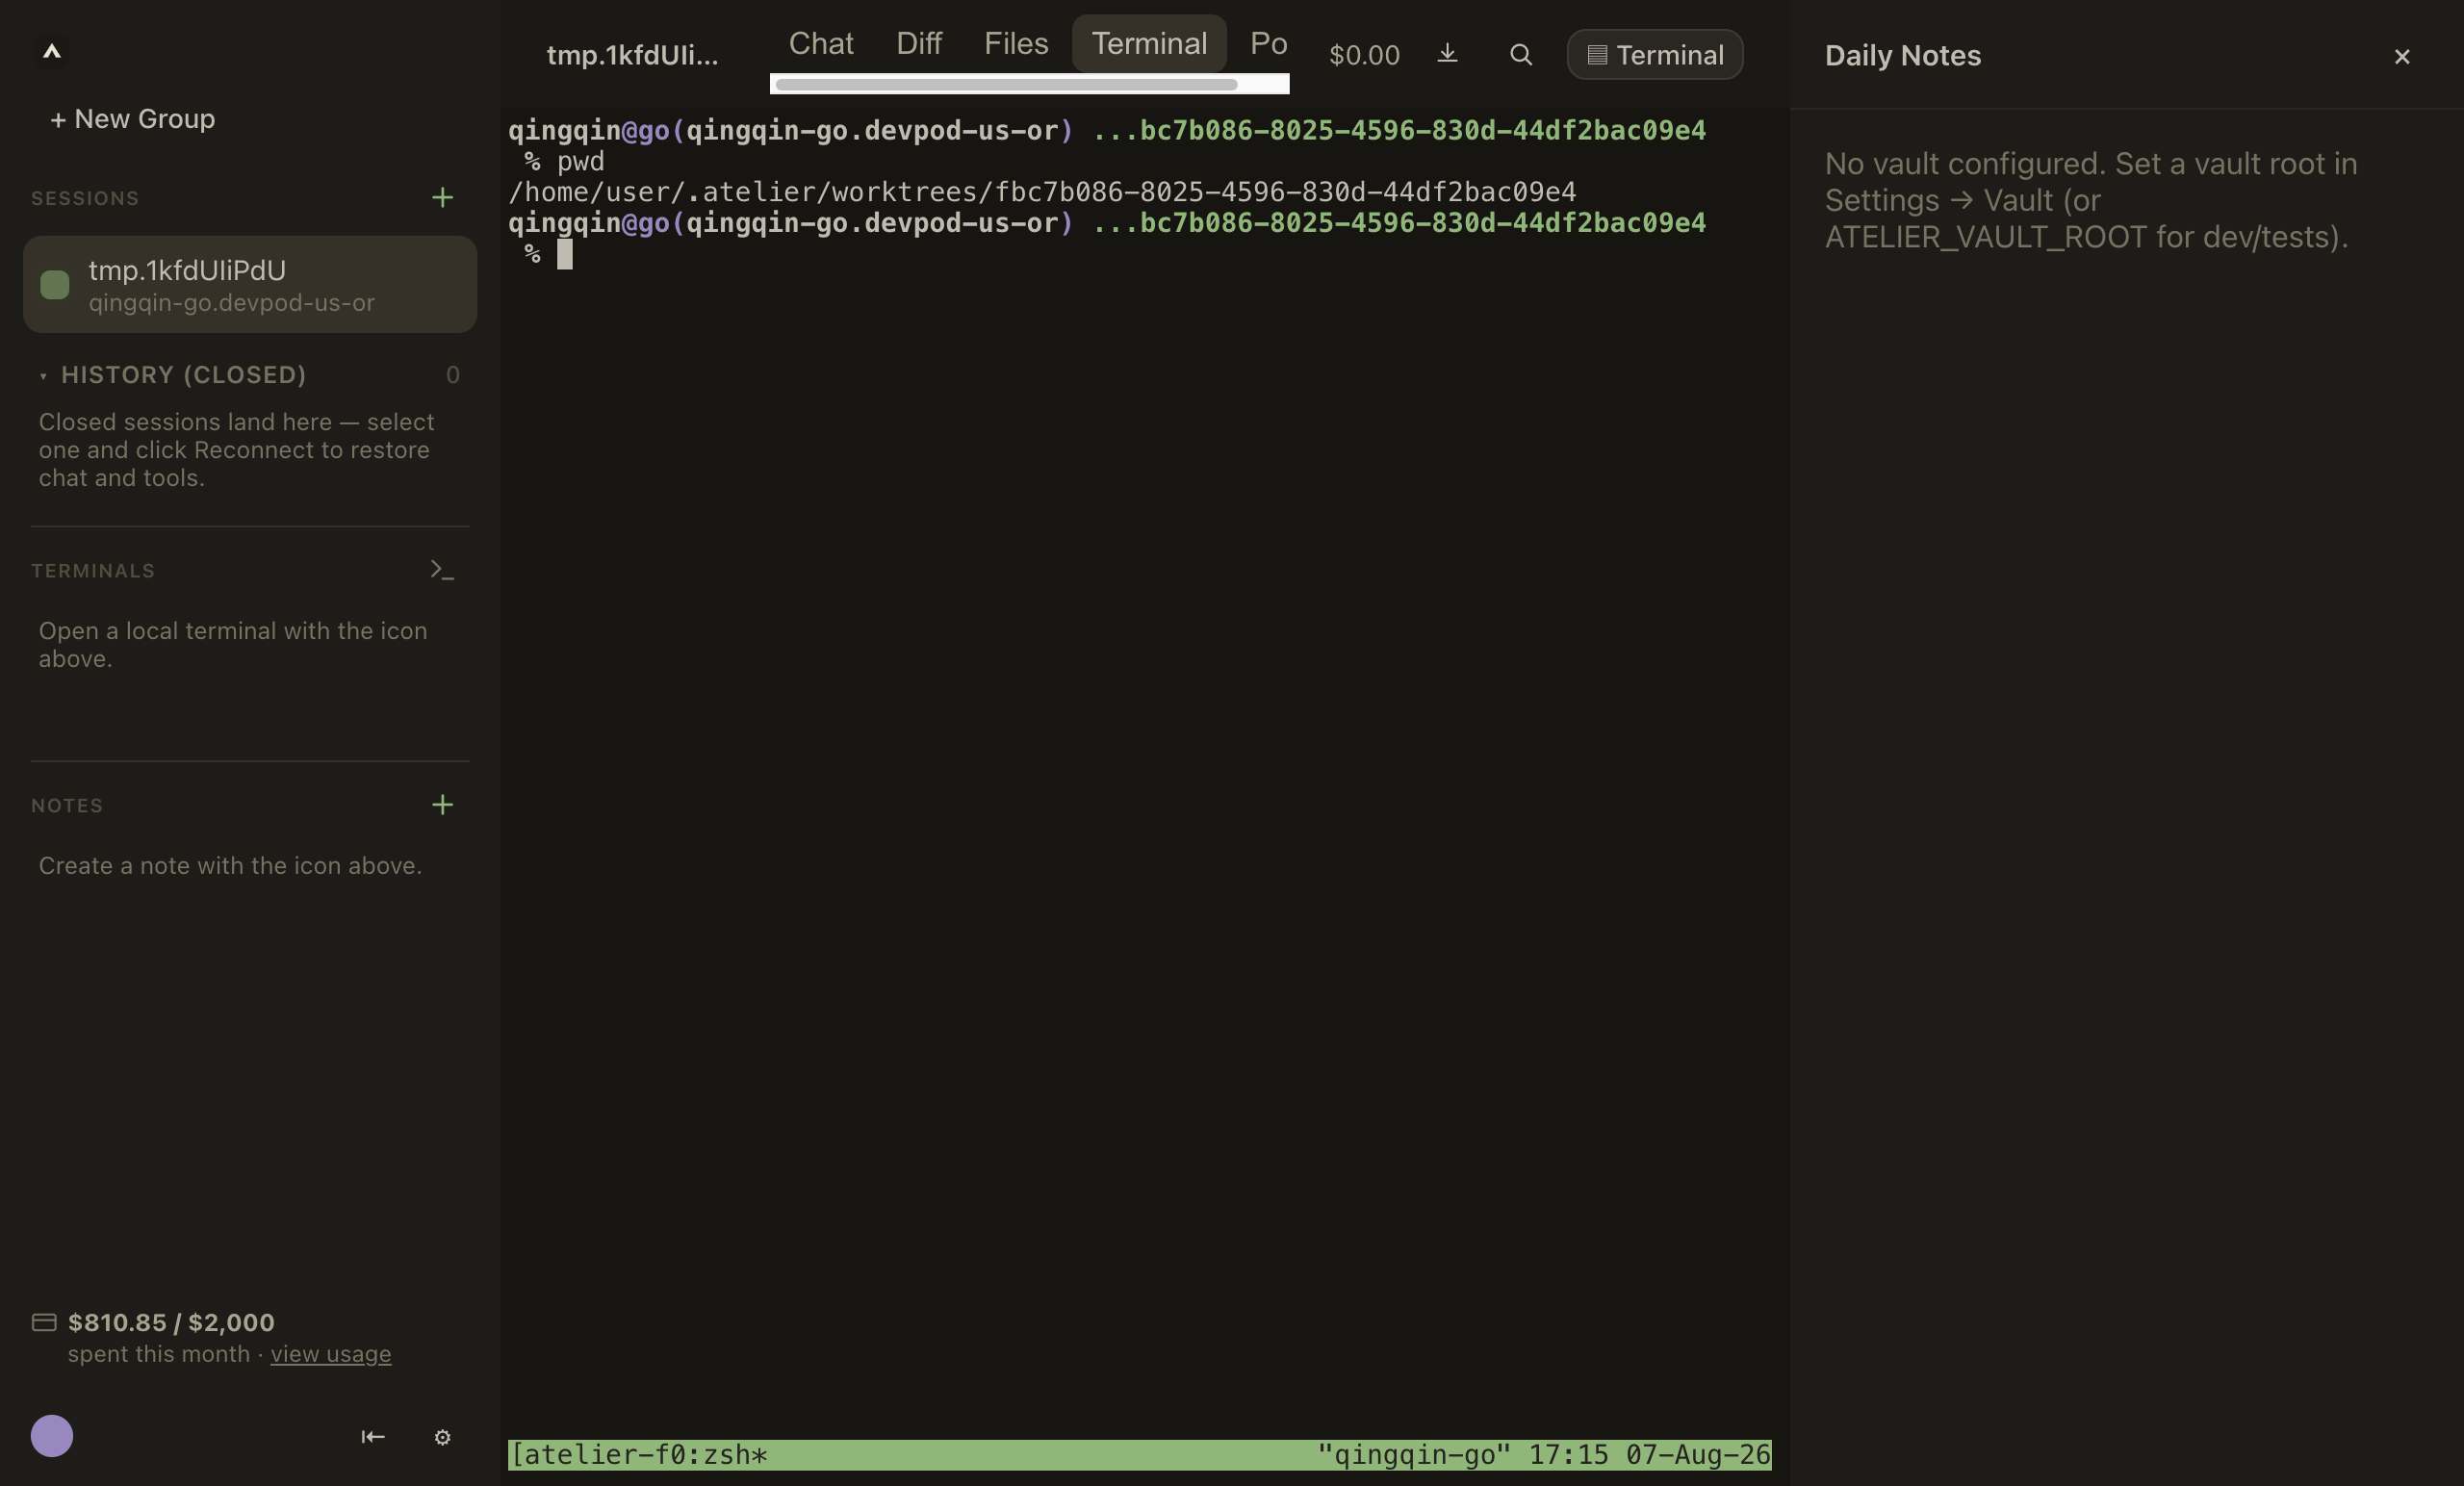 + New Group
SESSIONS
tmp.1kfdUIiPdU
qingqin-go.devpod-us-or
HISTORY (CLOSED) 0
Closed sessions land here — select
one and click Reconnect to restore
chat and tools.
TERMINALS
Open a local terminal with the icon
above.
NOTES
Create a note with the icon above.
$810.85 / $2,000
spent this month · view usage
tmp.1kfdUIi... Chat Diff Files Terminal Po $0.00 Terminal
qingqin@go(qingqin-go.devpod-us-or) ...bc7b086-8025-4596-830d-44df2bac09e4
% pwd
/home/user/.atelier/worktrees/fbc7b086-8025-4596-830d-44df2bac09e4
qingqin@go(qingqin-go.devpod-us-or) ...bc7b086-8025-4596-830d-44df2bac09e4
%
[atelier-f0:zsh* "qingqin-go" 17:15 07-Aug-26
Daily Notes
No vault configured. Set a vault root in
Settings → Vault (or
ATELIER_VAULT_ROOT for dev/tests).